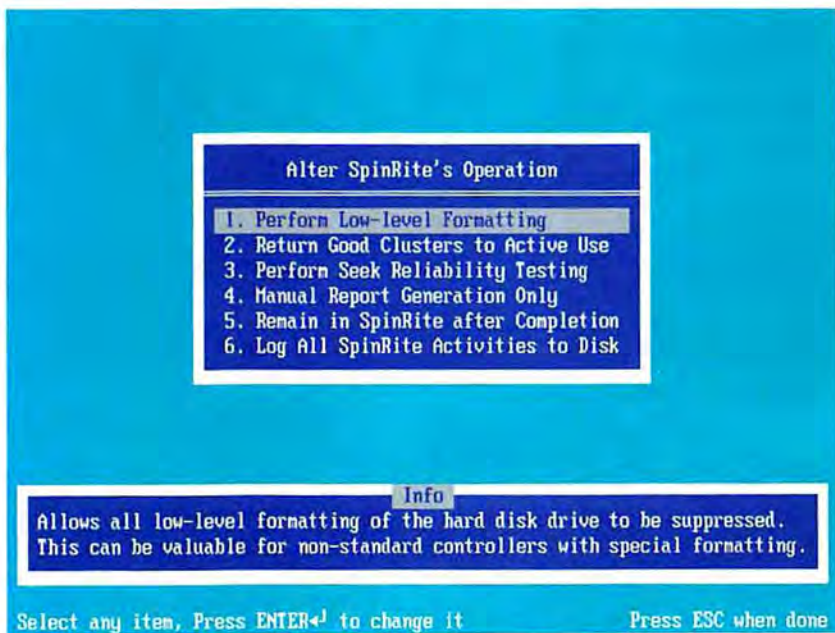 Alter SpinRite's Operation
1. Perform Low-level Formatting
2. Return Good Clusters to Active Use
3. Perform Seek Reliability Testing
4. Manual Report Generation Only
5. Remain in SpinRite after Completion
6. Log All SpinRite Activities to Disk
Info
Allows all low-level formatting of the hard disk drive to be suppressed.
This can be valuable for non-standard controllers with special formatting.
Select any item, Press ENTER↵ to change it
Press ESC when done